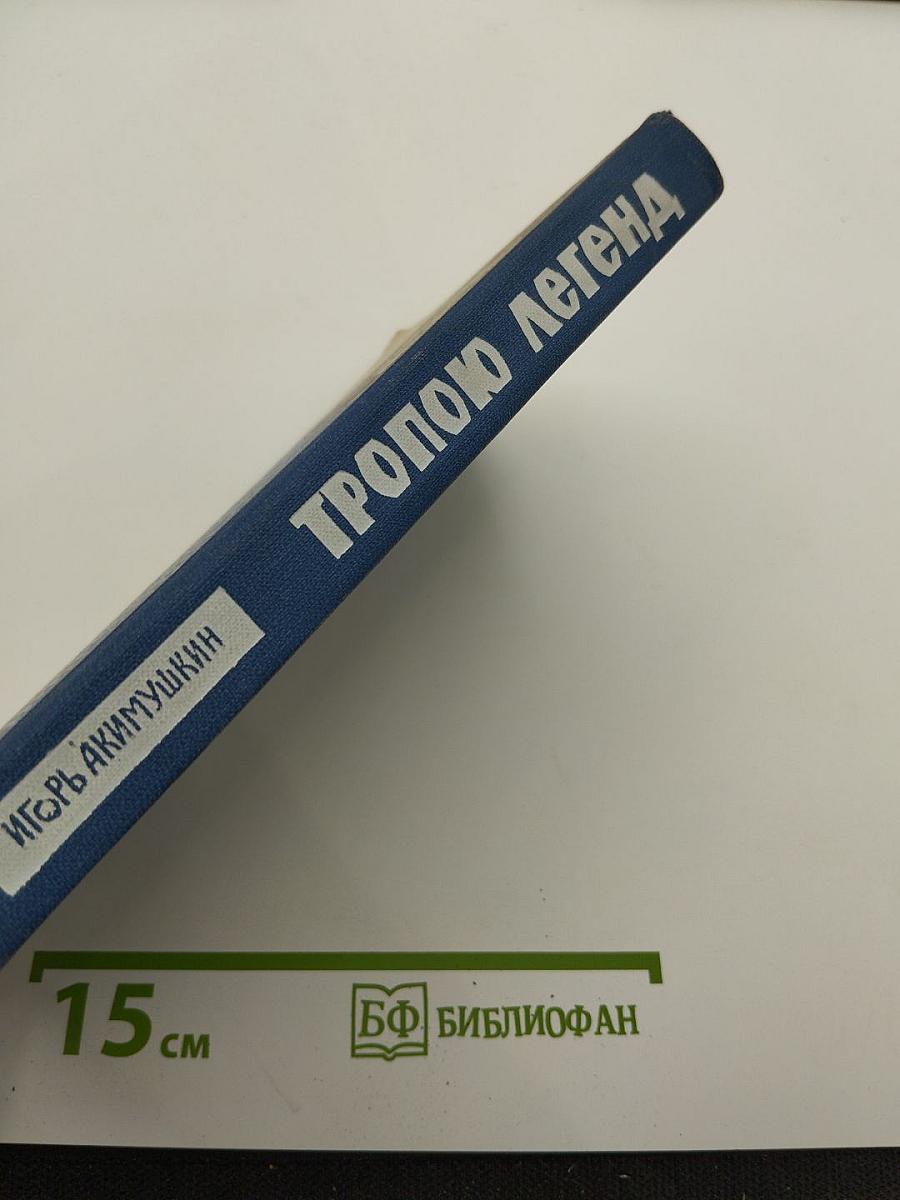 ИГОРЬ АКИМУШКИН
ТРОПОЮ ЛЕГЕНД
15 см
БФ БИБЛИОФАН